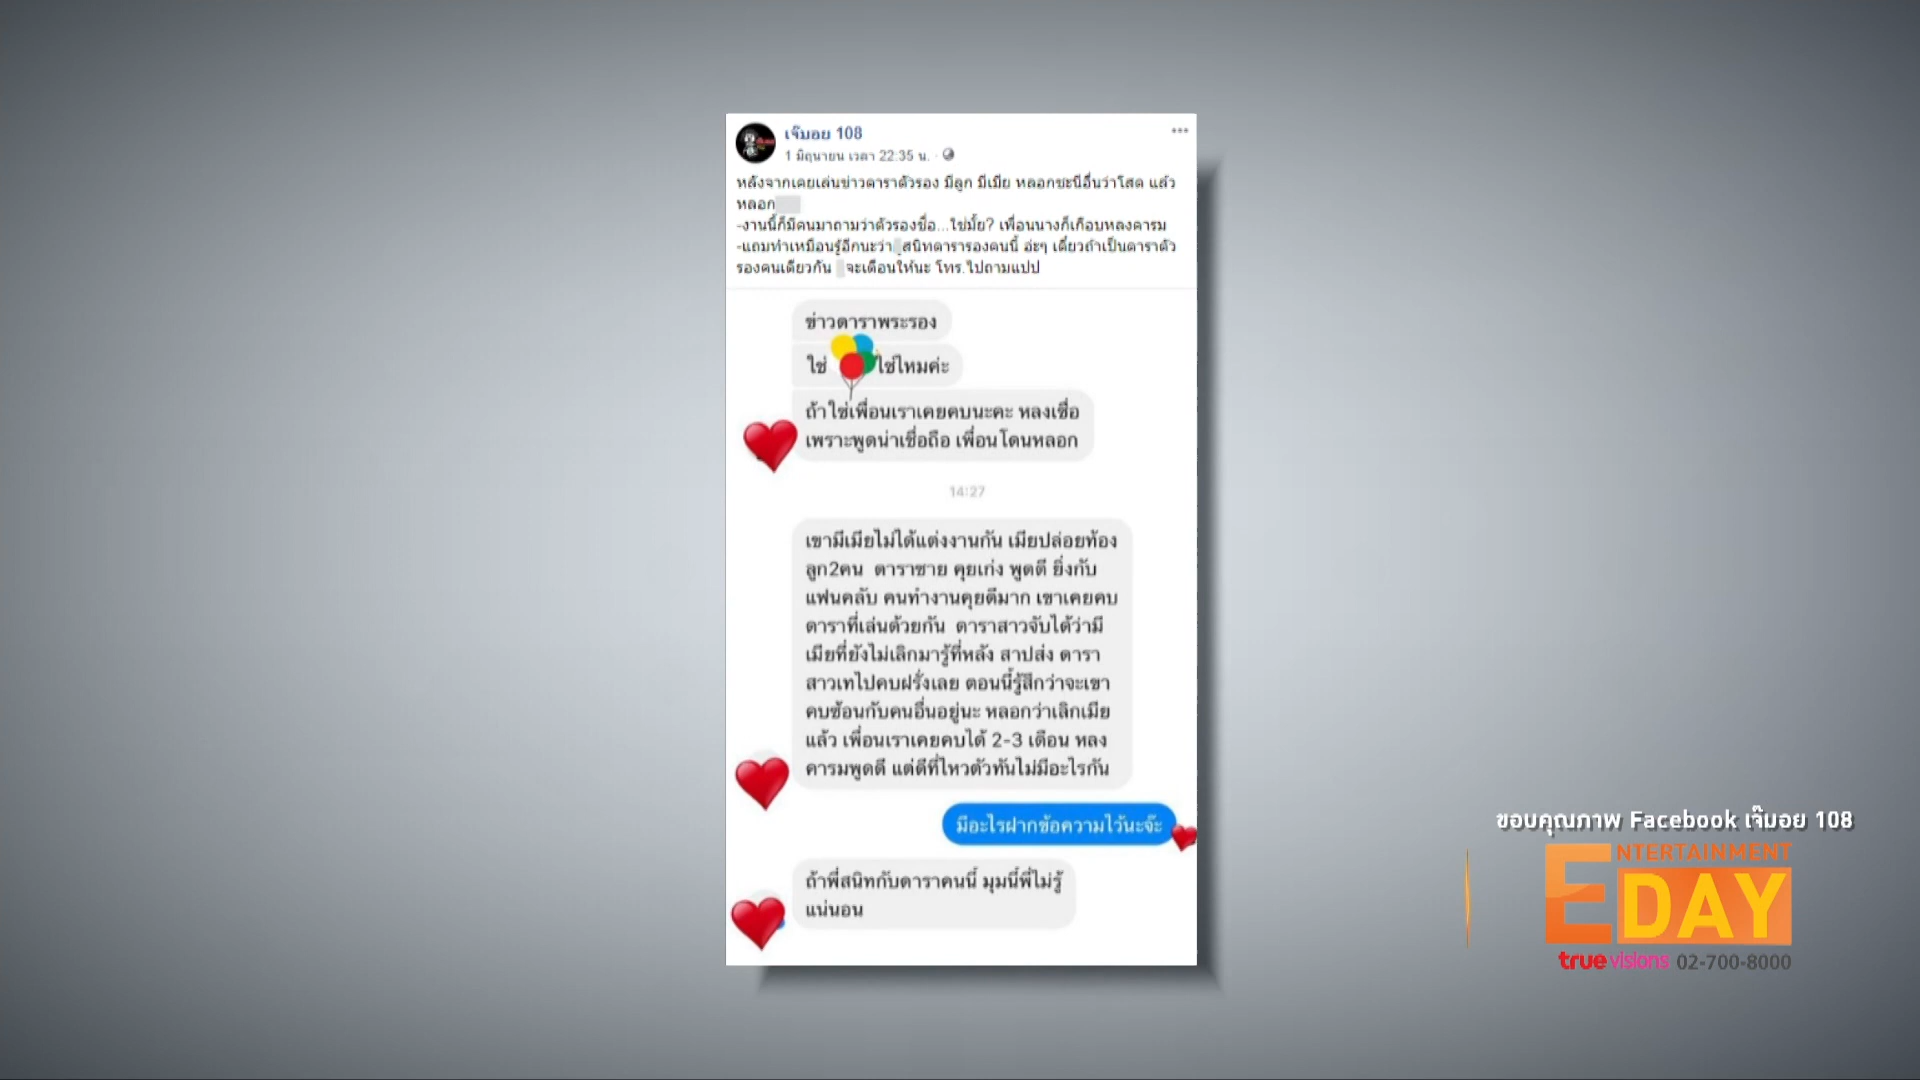 เจ๊มอย 108
1 มิถุนายน เวลา 22:35 น.
หลังจากเคยเล่นข่าวดาราตัวรอง มีลูก มีเมีย หลอกชะนีอื่นว่าโสด แล้ว
หลอก
-งานนี้ก็มีคนมาถามว่าตัวรองชื่อ...ใช่มั้ย? เพื่อนนางก็เกือบหลงคารม
-แถมทำเหมือนรู้อีกนะว่า สนิทดารารองคนนี้ อ่ะๆ เดี๋ยวถ้าเป็นดาราตัว
รองคนเดียวกัน จะเตือนให้นะ โทร.ไปถามแปป
ข่าวดาราพระรอง
ใช่ ใช่ไหมค่ะ
ถ้าใช่เพื่อนเราเคยคบนะคะ หลงเชื่อ
เพราะพูดน่าเชื่อถือ เพื่อนโดนหลอก
14:27
เขามีเมียไม่ได้แต่งงานกัน เมียปล่อยท้อง
ลูก2คน ดาราชาย คุยเก่ง พูดดี ยิ่งกับ
แฟนคลับ คนทำงานคุยดีมาก เขาเคยคบ
ดาราที่เล่นด้วยกัน ดาราสาวจับได้ว่ามี
เมียที่ยังไม่เลิกมารู้ที่หลัง สาปส่ง ดารา
สาวเทไปคบฝรั่งเลย ตอนนี้รู้สึกว่าจะเขา
คบซ้อนกับคนอื่นอยู่นะ หลอกว่าเลิกเมีย
แล้ว เพื่อนเราเคยคบได้ 2-3 เดือน หลง
คารมพูดดี แต่ดีที่ไหวตัวทันไม่มีอะไรกัน
มีอะไรฝากข้อความไว้นะจ๊ะ
ถ้าพี่สนิทกับดาราคนนี้ มุมนี้พี่ไม่รู้
แน่นอน
ขอบคุณภาพ Facebook เจ๊มอย 108
ENTERTAINMENT
DAY
truevisions 02-700-8000